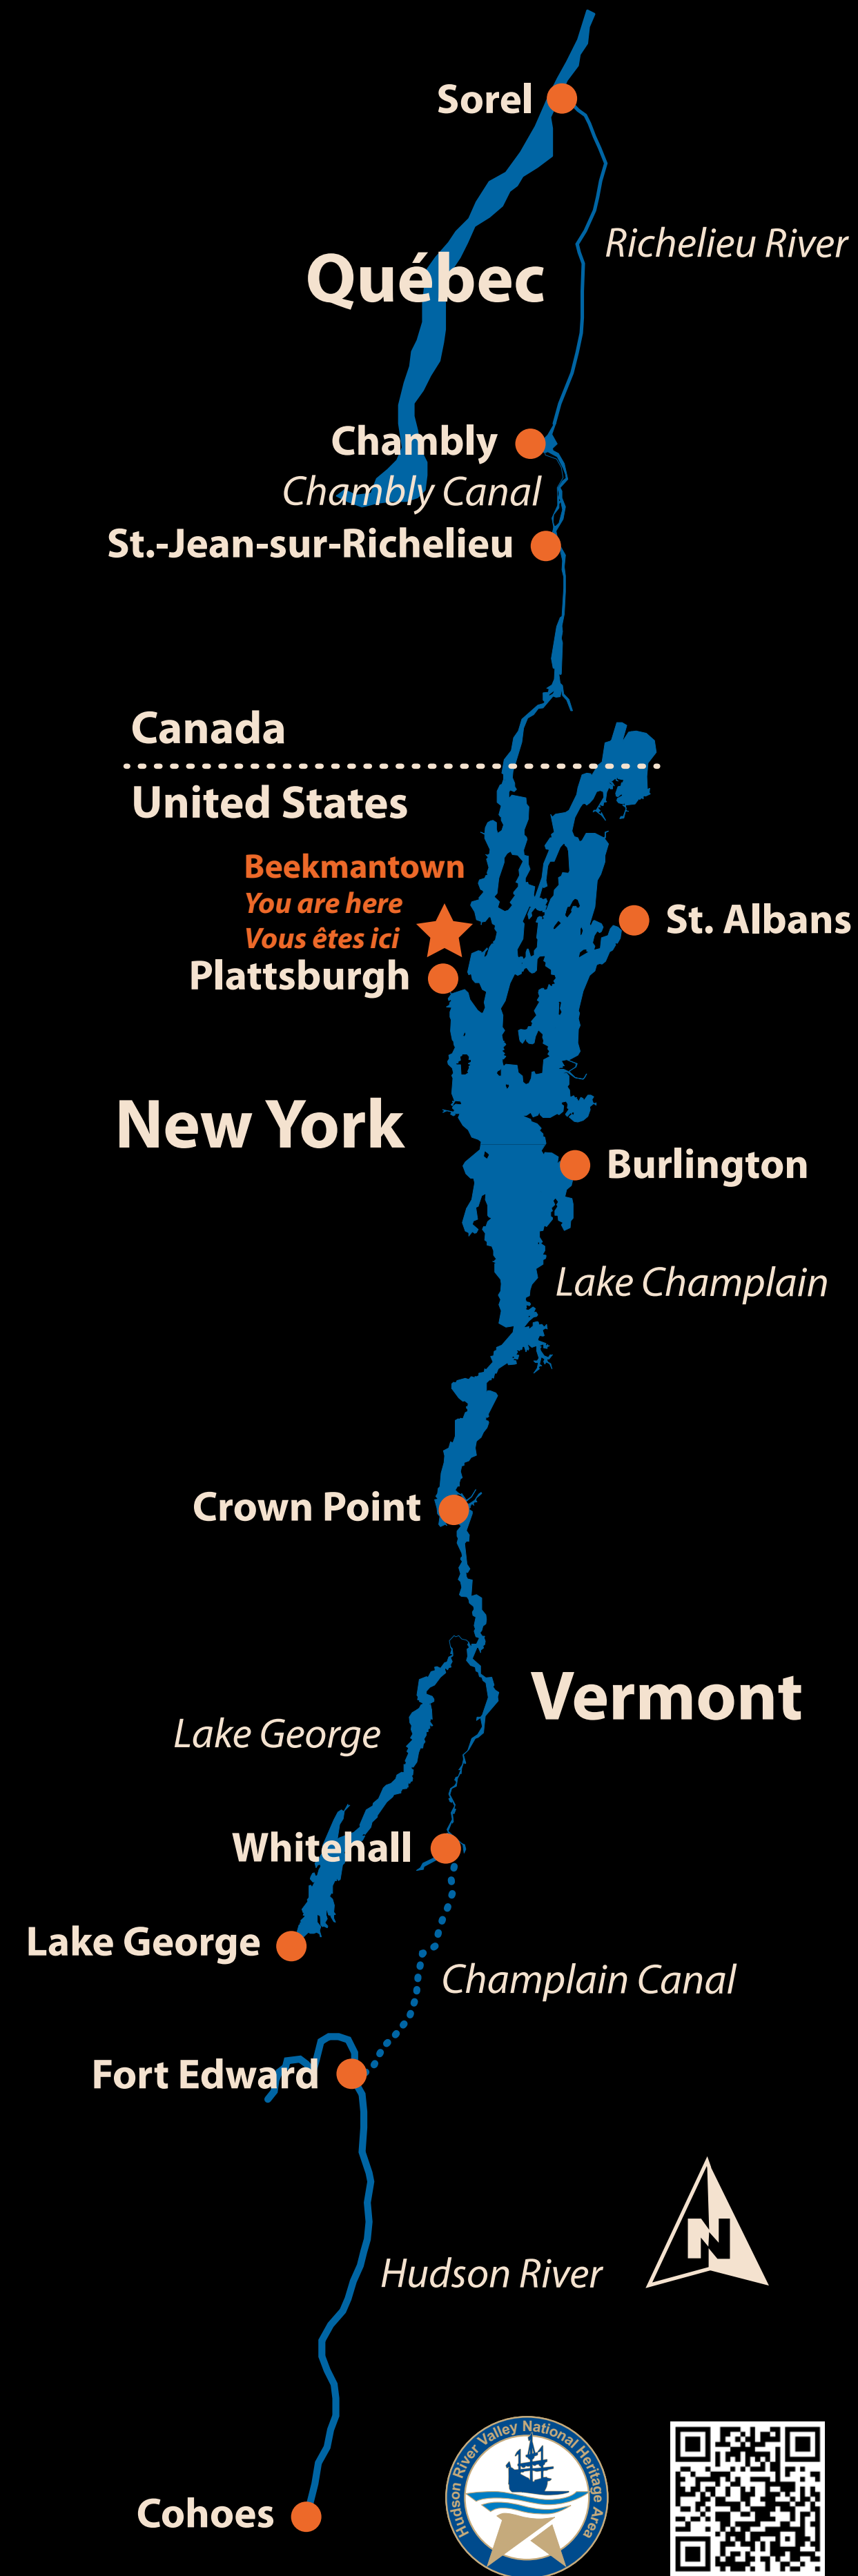 Sorel
Richelieu River
Québec
Chambly
Chambly Canal
St.-Jean-sur-Richelieu
Canada
United States
Beekmantown
You are here
Vous êtes ici
St. Albans
Plattsburgh
New York
Burlington
Lake Champlain
Crown Point
Vermont
Lake George
Whitehall
Lake George
Champlain Canal
Fort Edward
N
Hudson River
Hudson River Valley National Heritage Area
Cohoes